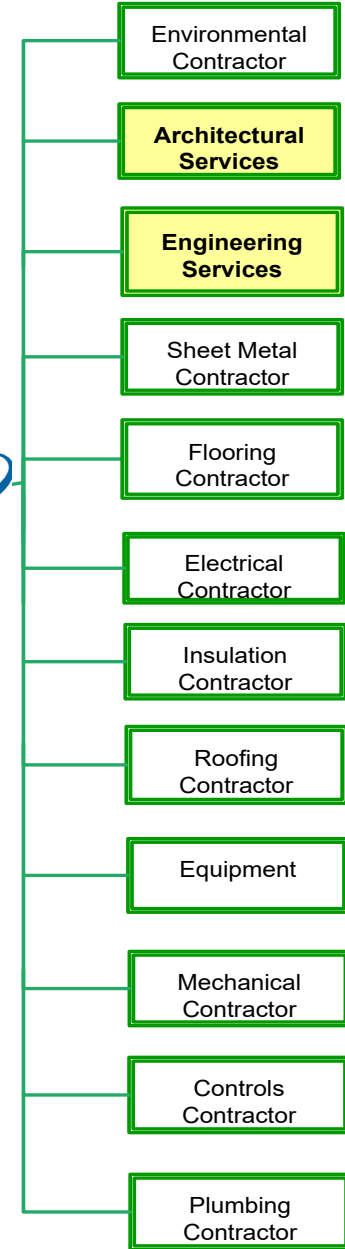 Environmental
Contractor
Architectural
Services
Engineering
Services
Sheet Metal
Contractor
Flooring
Contractor
Electrical
Contractor
Insulation
Contractor
Roofing
Contractor
Equipment
Mechanical
Contractor
Controls
Contractor
Plumbing
Contractor